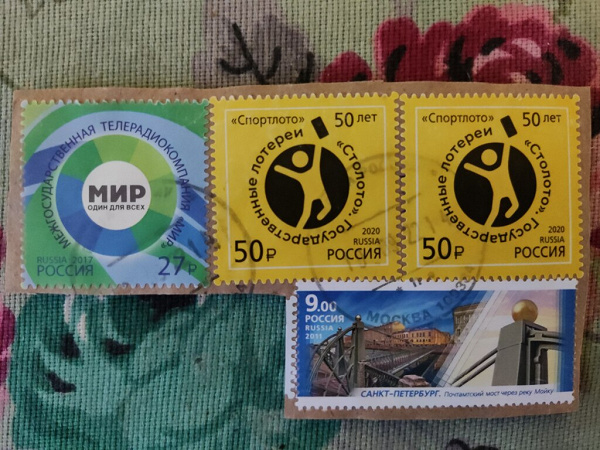 МЕЖГОСУДАРСТВЕННАЯ ТЕЛЕРАДИОКОМПАНИЯ «МИР»
МИР
ОДИН ДЛЯ ВСЕХ
RUSSIA 2017
РОССИЯ
27₽
«Спортлото» 50 лет
«Столото». Государственные лотереи
50₽
2020
RUSSIA
РОССИЯ
«Спортлото» 50 лет
«Столото». Государственные лотереи
50₽
2020
RUSSIA
РОССИЯ
9.00
РОССИЯ
RUSSIA
2011
МОСКВА
САНКТ-ПЕТЕРБУРГ. Почтамтский мост через реку Мойку